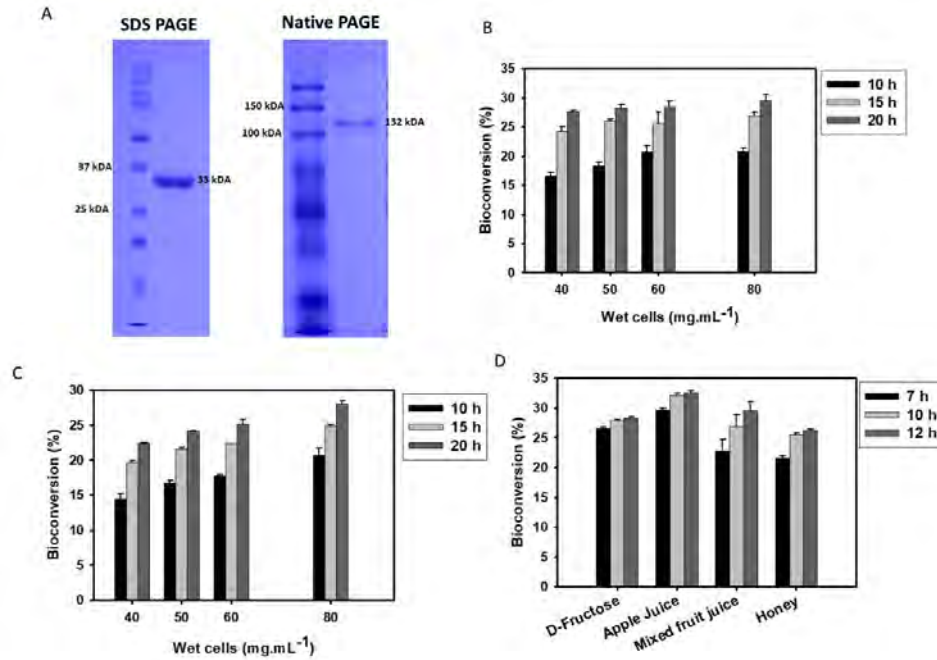 A
SDS PAGE
Native PAGE
150 kDA
132 kDA
100 kDA
37 kDA
33 kDA
25 kDA
B
Bioconversion (%)
35
30
25
20
15
10
5
0
40 50 60 80
Wet cells (mg.mL⁻¹)
10 h
15 h
20 h
C
Bioconversion (%)
30
25
20
15
10
5
0
40 50 60 80
Wet cells (mg.mL⁻¹)
10 h
15 h
20 h
D
Bioconversion (%)
35
30
25
20
15
10
5
0
D-Fructose Apple Juice Mixed fruit juice Honey
7 h
10 h
12 h